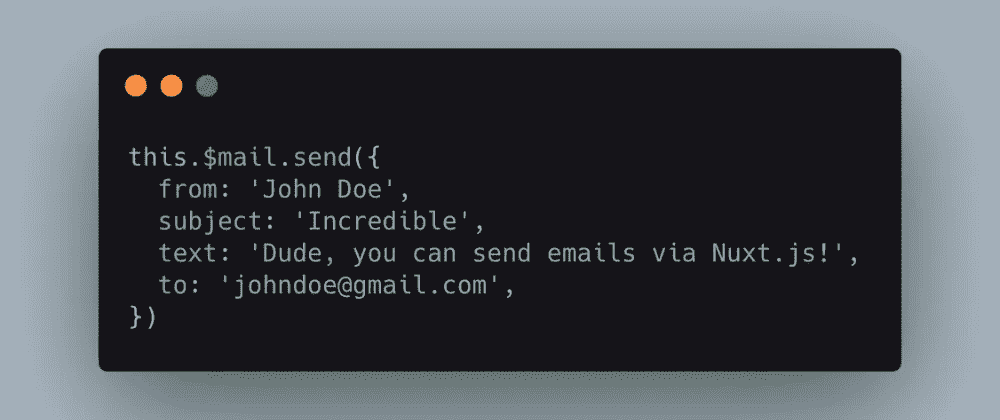 this.$mail.send({
  from: 'John Doe',
  subject: 'Incredible',
  text: 'Dude, you can send emails via Nuxt.js!',
  to: 'johndoe@gmail.com',
})